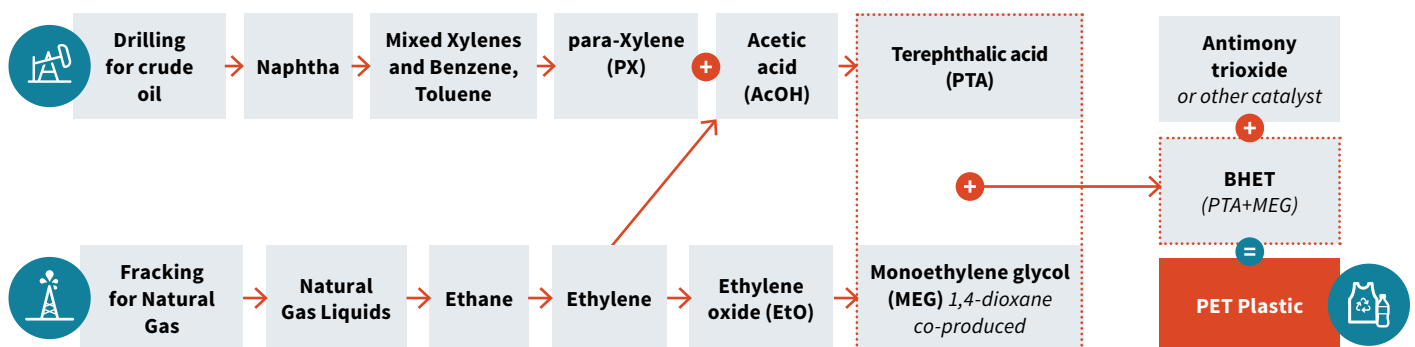 Drilling
for crude
oil
Naphtha
Mixed Xylenes
and Benzene,
Toluene
para-Xylene
(PX)
+
Acetic
acid
(AcOH)
Terephthalic acid
(PTA)
Antimony
trioxide
or other catalyst
+
+
BHET
(PTA+MEG)
=
Fracking
for Natural
Gas
Natural
Gas Liquids
Ethane
Ethylene
Ethylene
oxide (EtO)
Monoethylene glycol
(MEG) 1,4-dioxane
co-produced
PET Plastic